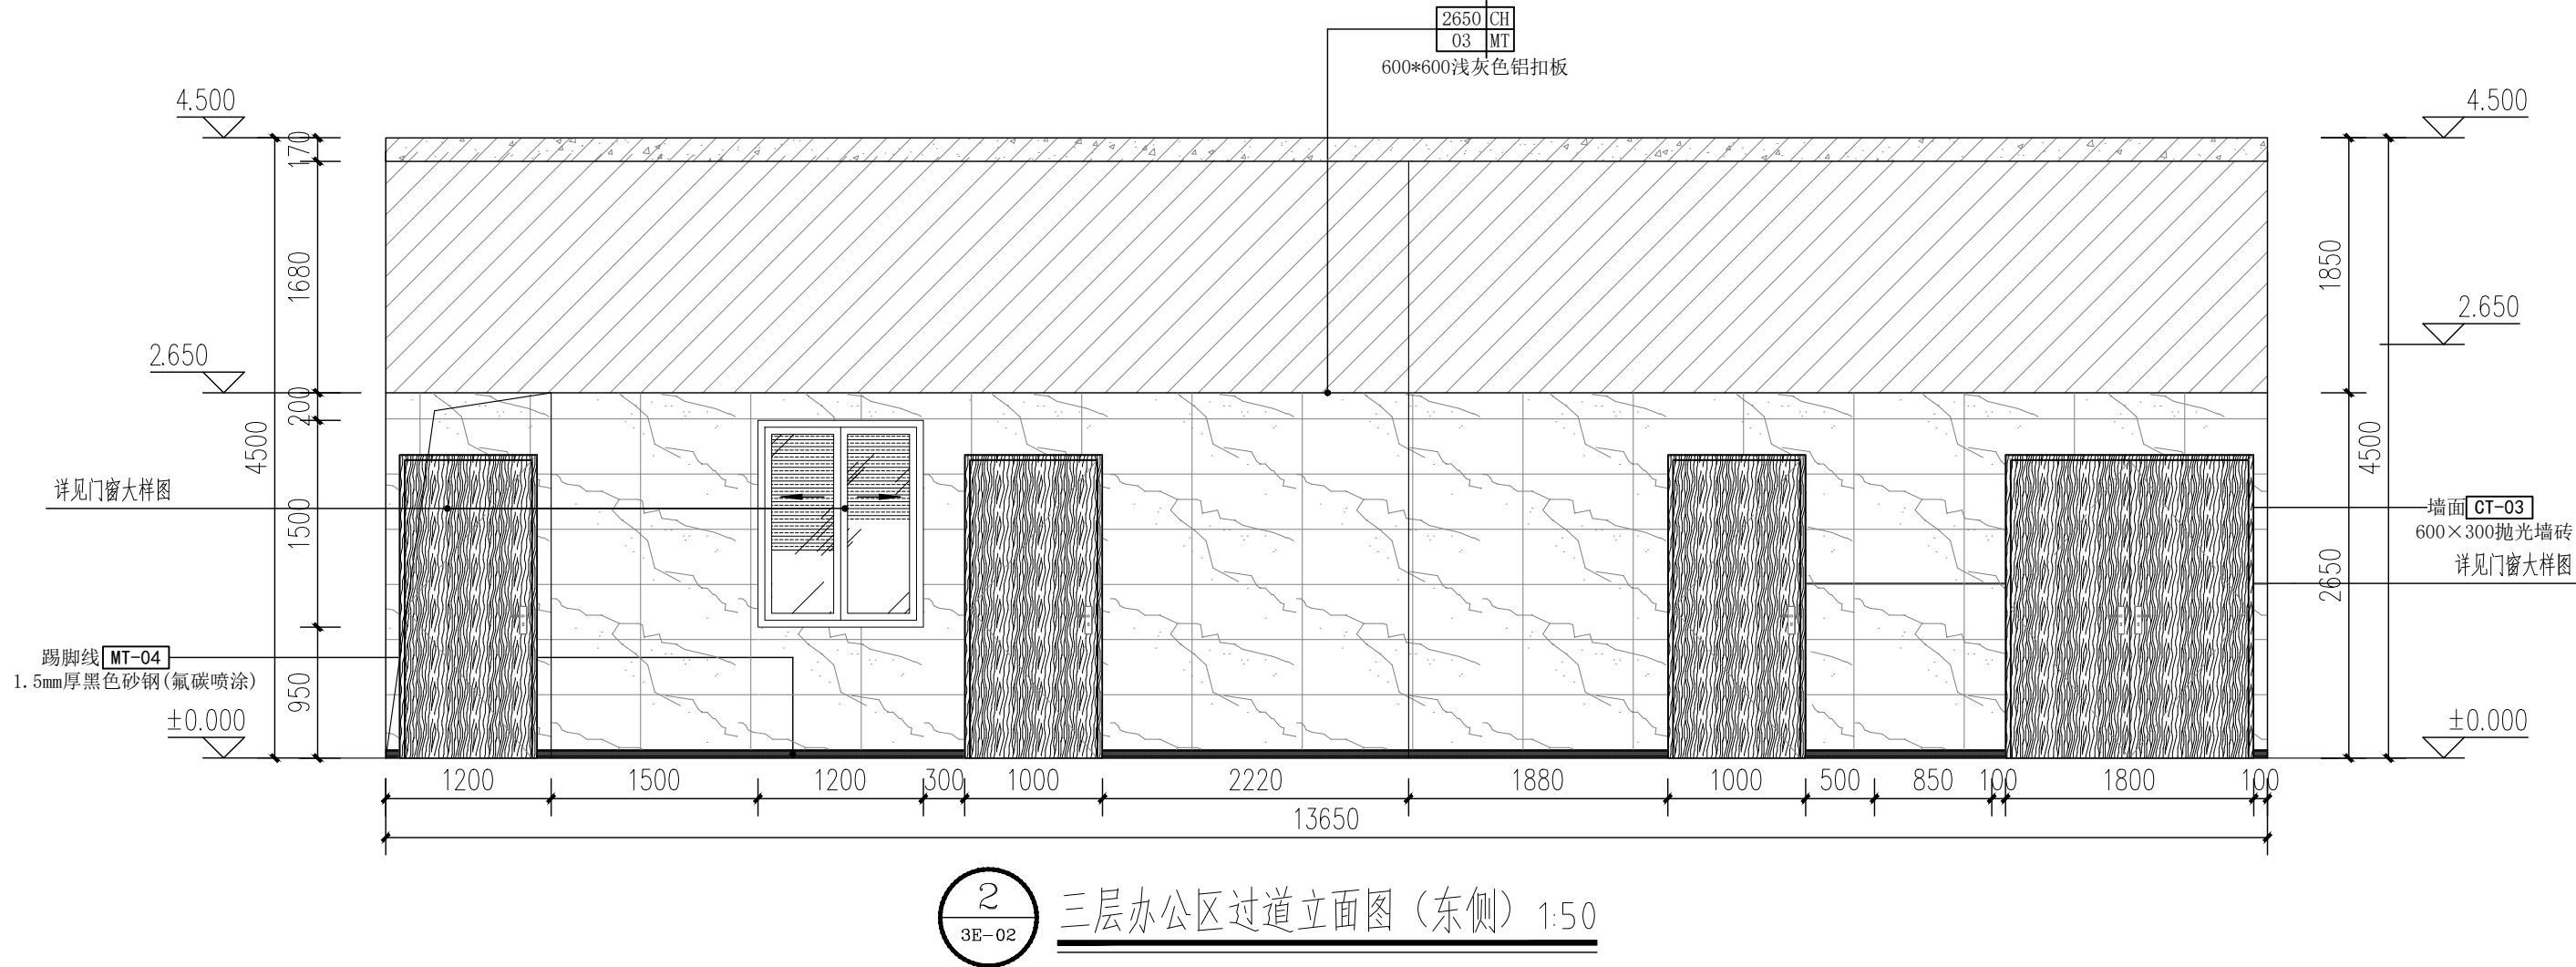 2650 CH
03 MT
600*600浅灰色铝扣板
4.500
4.500
170
1680
1850
2.650
2.650
200
4500
4500
详见门窗大样图
1500
墙面 CT-03
600×300抛光墙砖
详见门窗大样图
2650
踢脚线 MT-04
1.5mm厚黑色砂钢(氟碳喷涂)
950
±0.000
±0.000
1200 1500 1200 300 1000 2220 1880 1000 500 850 100 1800 100
13650
2
3E-02
三层办公区过道立面图（东侧） 1:50